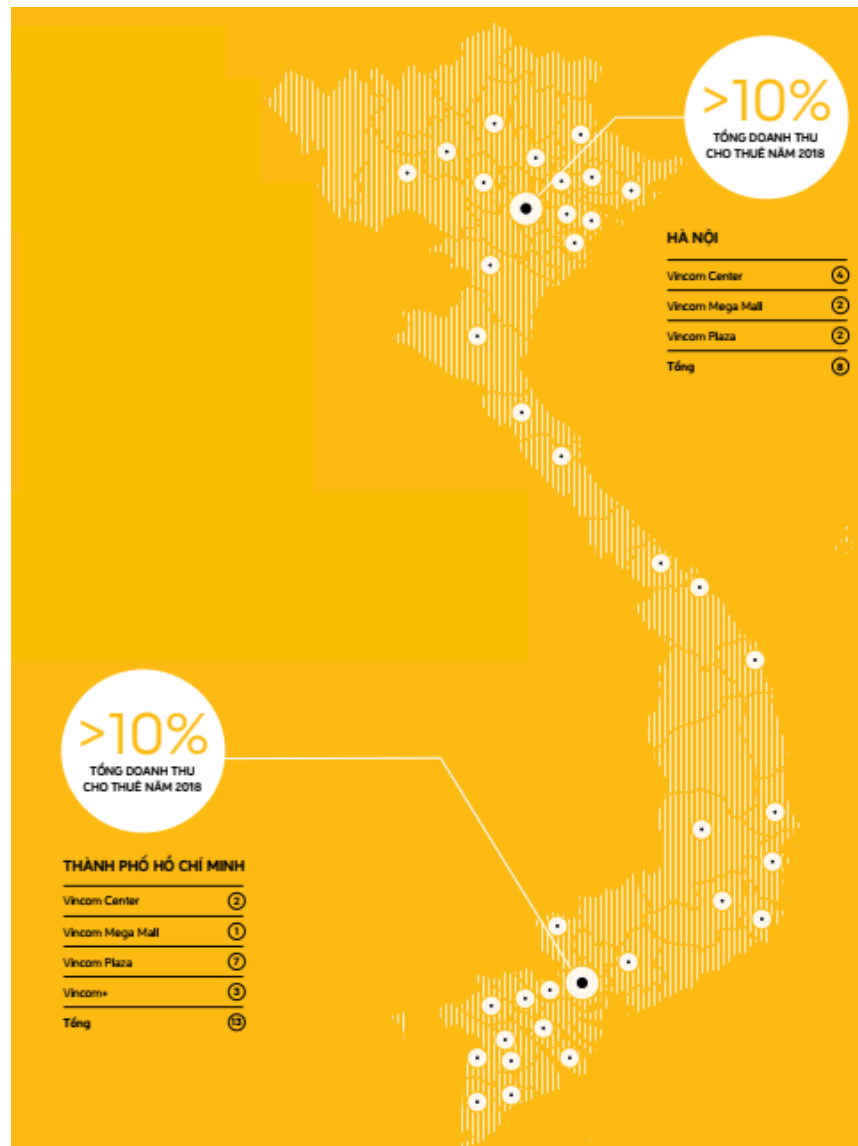 >10%
TỔNG DOANH THU
CHO THUÊ NĂM 2018
HÀ NỘI
Vincom Center 4
Vincom Mega Mall 2
Vincom Plaza 2
Tổng 8
>10%
TỔNG DOANH THU
CHO THUÊ NĂM 2018
THÀNH PHỐ HỒ CHÍ MINH
Vincom Center 2
Vincom Mega Mall 1
Vincom Plaza 7
Vincom+ 3
Tổng 13